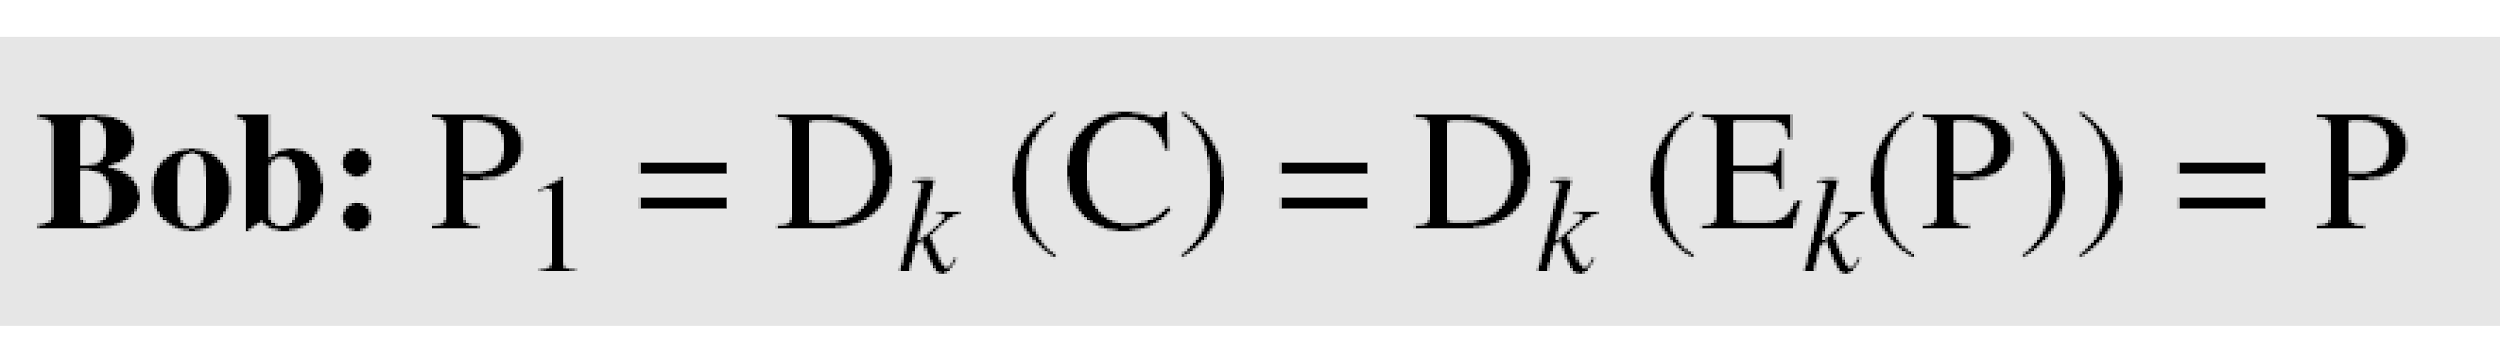 Bob: P₁ = Dₖ (C) = Dₖ (Eₖ(P)) = P